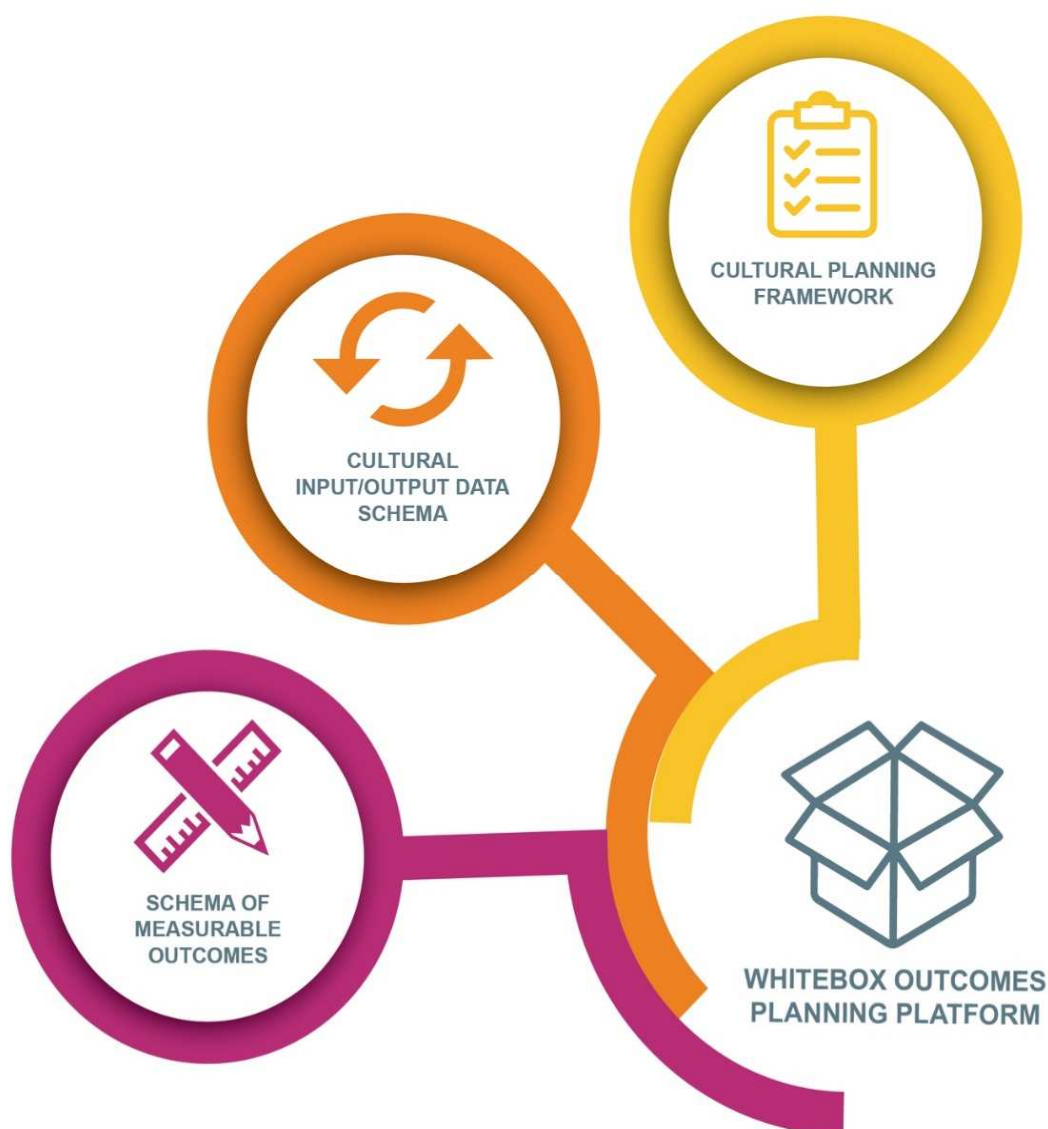 CULTURAL PLANNING
FRAMEWORK
CULTURAL
INPUT/OUTPUT DATA
SCHEMA
SCHEMA OF
MEASURABLE
OUTCOMES
WHITEBOX OUTCOMES
PLANNING PLATFORM